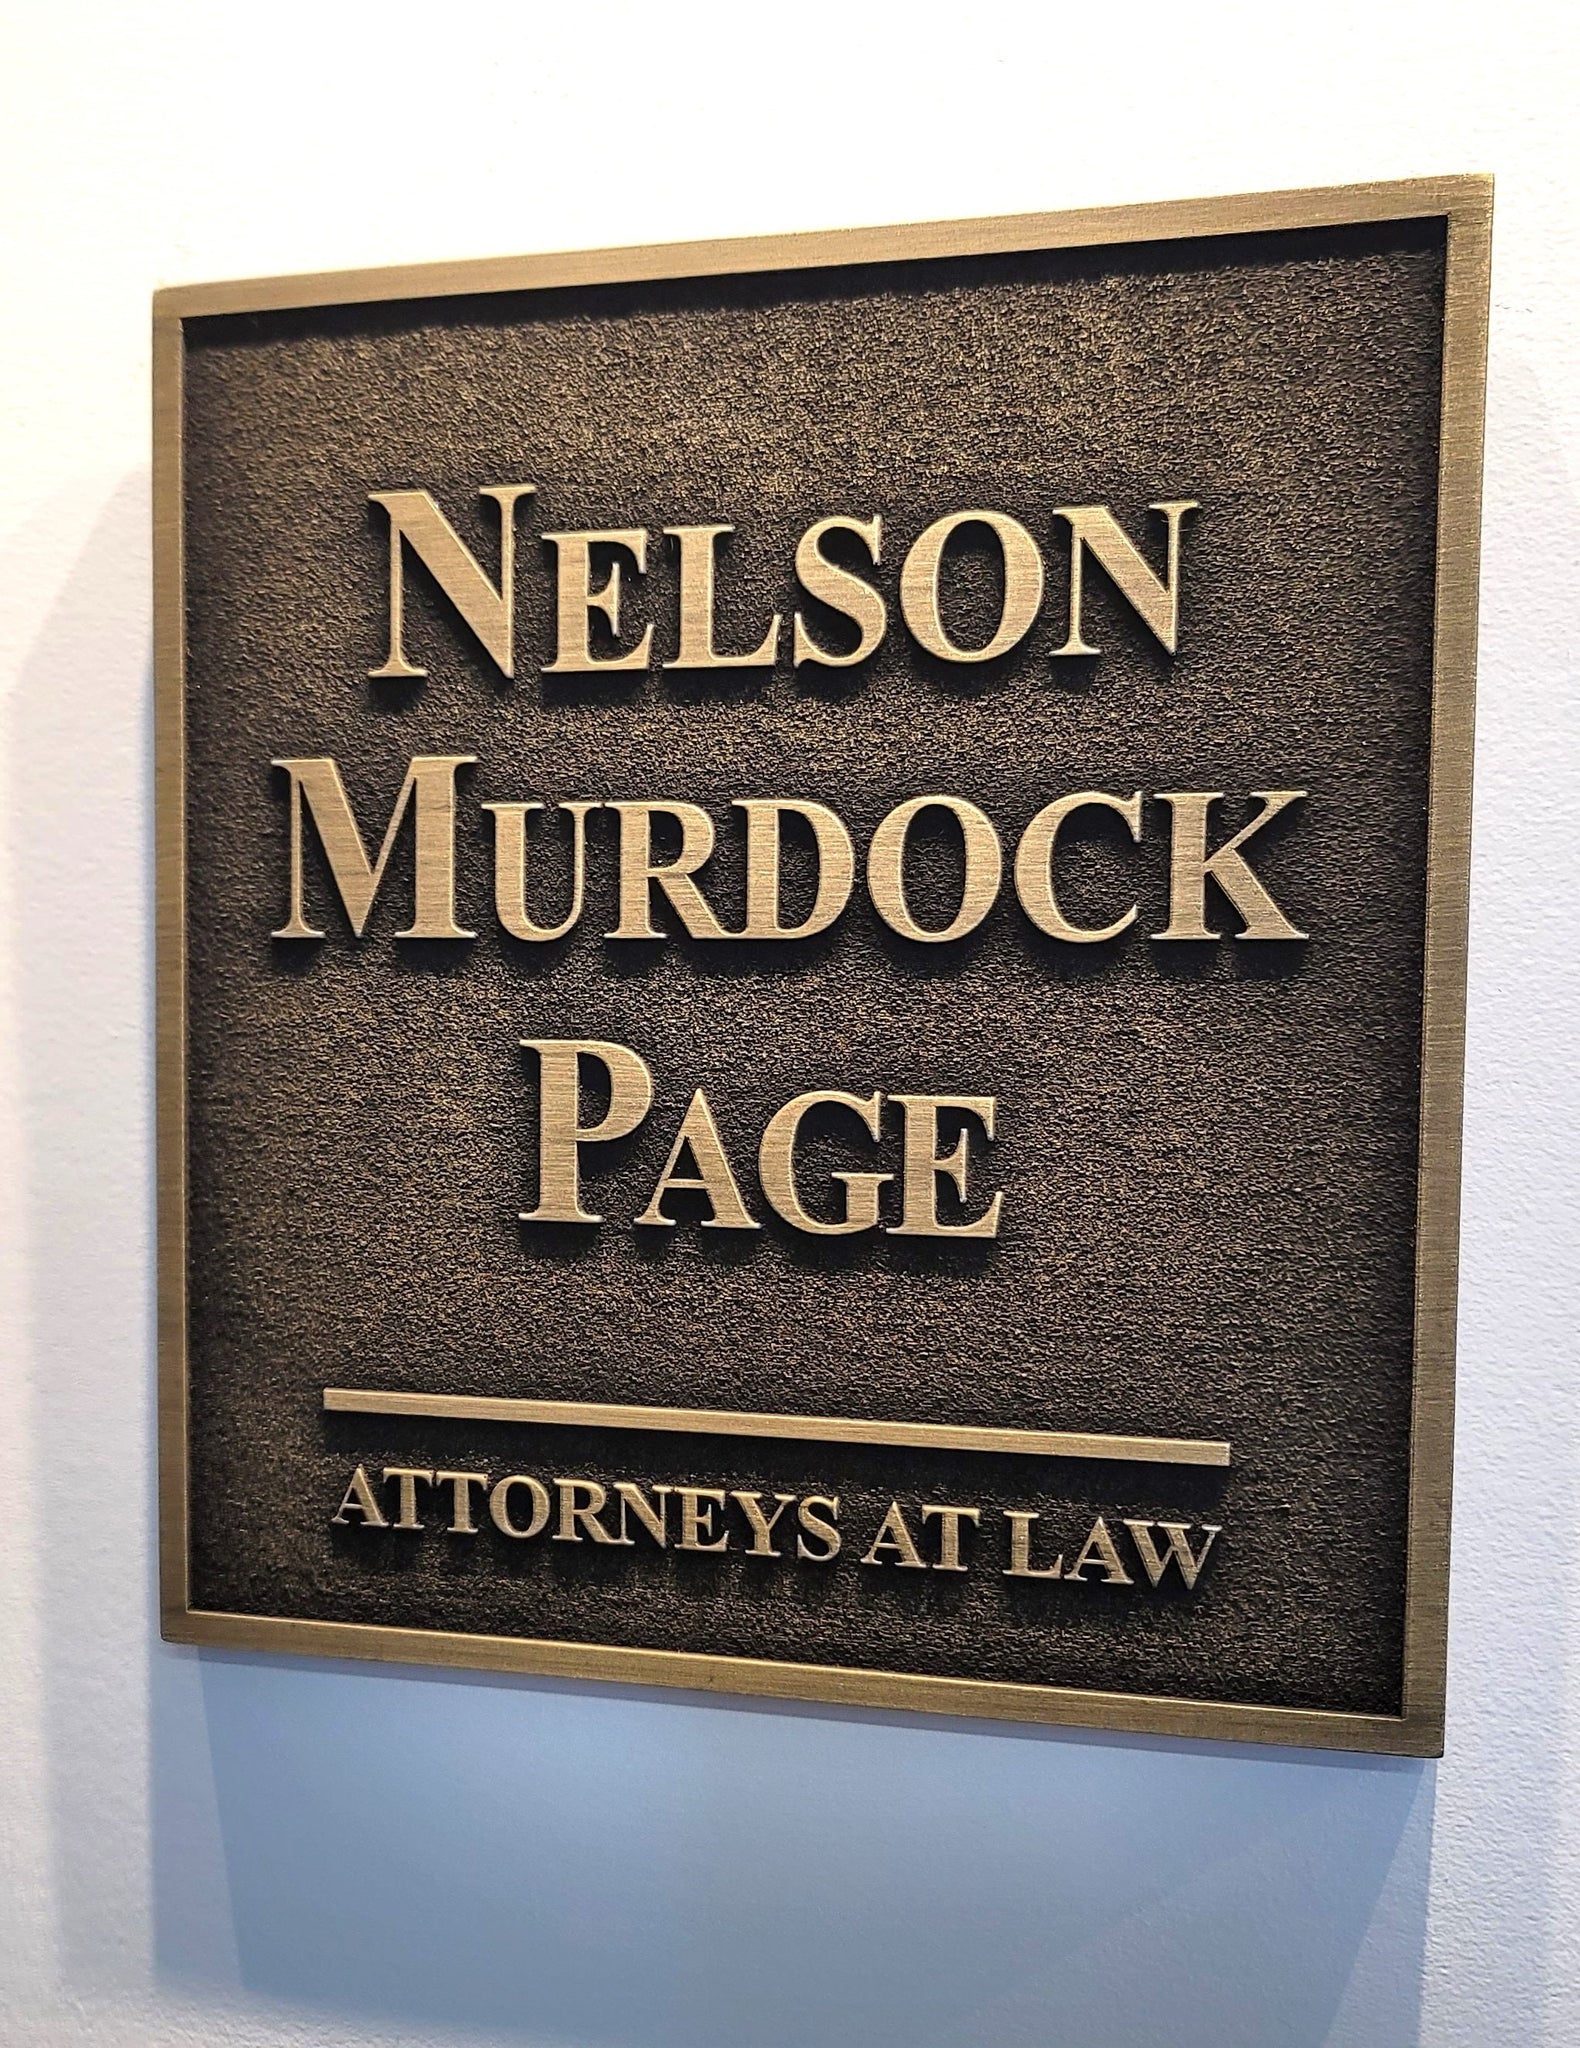 NELSON
MURDOCK
PAGE
ATTORNEYS AT LAW